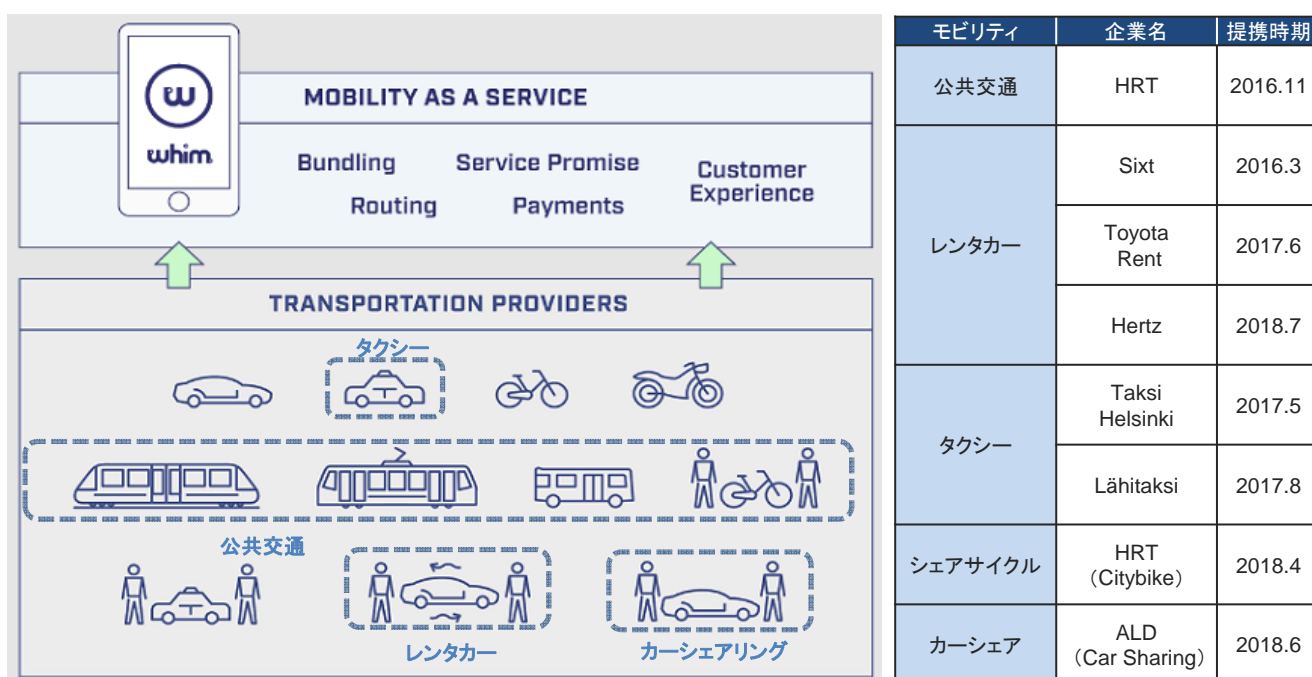 w
whim
MOBILITY AS A SERVICE
Bundling
Service Promise
Customer
Experience
Routing
Payments
TRANSPORTATION PROVIDERS
タクシー
T
公共交通
T
レンタカー
カーシェアリング
モビリティ 企業名 提携時期
公共交通 HRT 2016.11
レンタカー
Sixt 2016.3
Toyota
Rent
2017.6
Hertz 2018.7
タクシー
Taksi
Helsinki
2017.5
Lähitaksi 2017.8
シェアサイクル
HRT
（Citybike）
2018.4
カーシェア
ALD
（Car Sharing）
2018.6